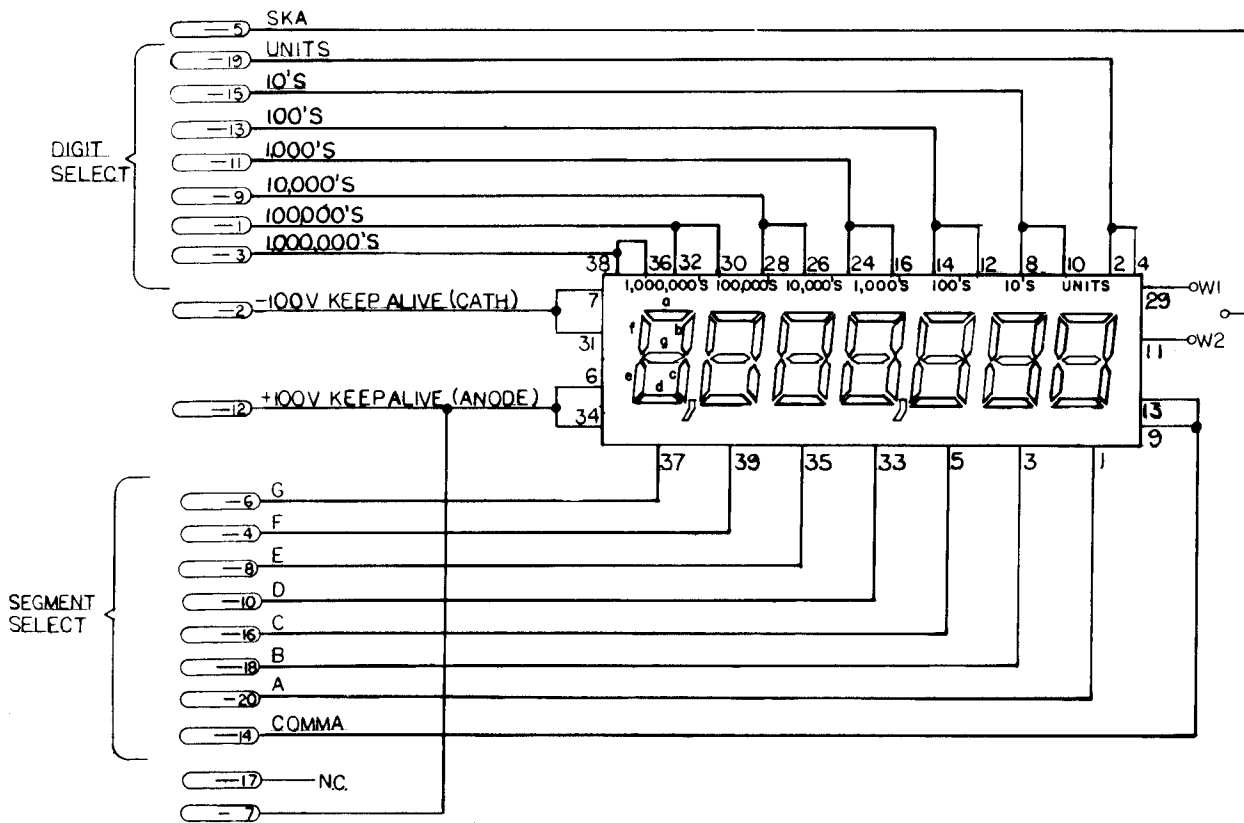 —5 SKA
DIGIT SELECT
—19 UNITS
—15 10'S
—13 100'S
—11 1,000'S
—9 10,000'S
—1 100,000'S
—3 1,000,000'S
38 36 32 30 28 26 24 16 14 12 8 10 2 4
1,000,000'S 100,000'S 10,000'S 1,000'S 100'S 10'S UNITS
—2 -100V KEEP ALIVE (CATH)
7
31
a
f b
g
e c
d
29 W1
11 W2
—12 +100V KEEPALIVE (ANODE)
6
34
13
9
37 39 35 33 5 3 1
SEGMENT SELECT
—6 G
—4 F
—8 E
—10 D
—16 C
—18 B
—20 A
—14 COMMA
—17 N.C.
—7